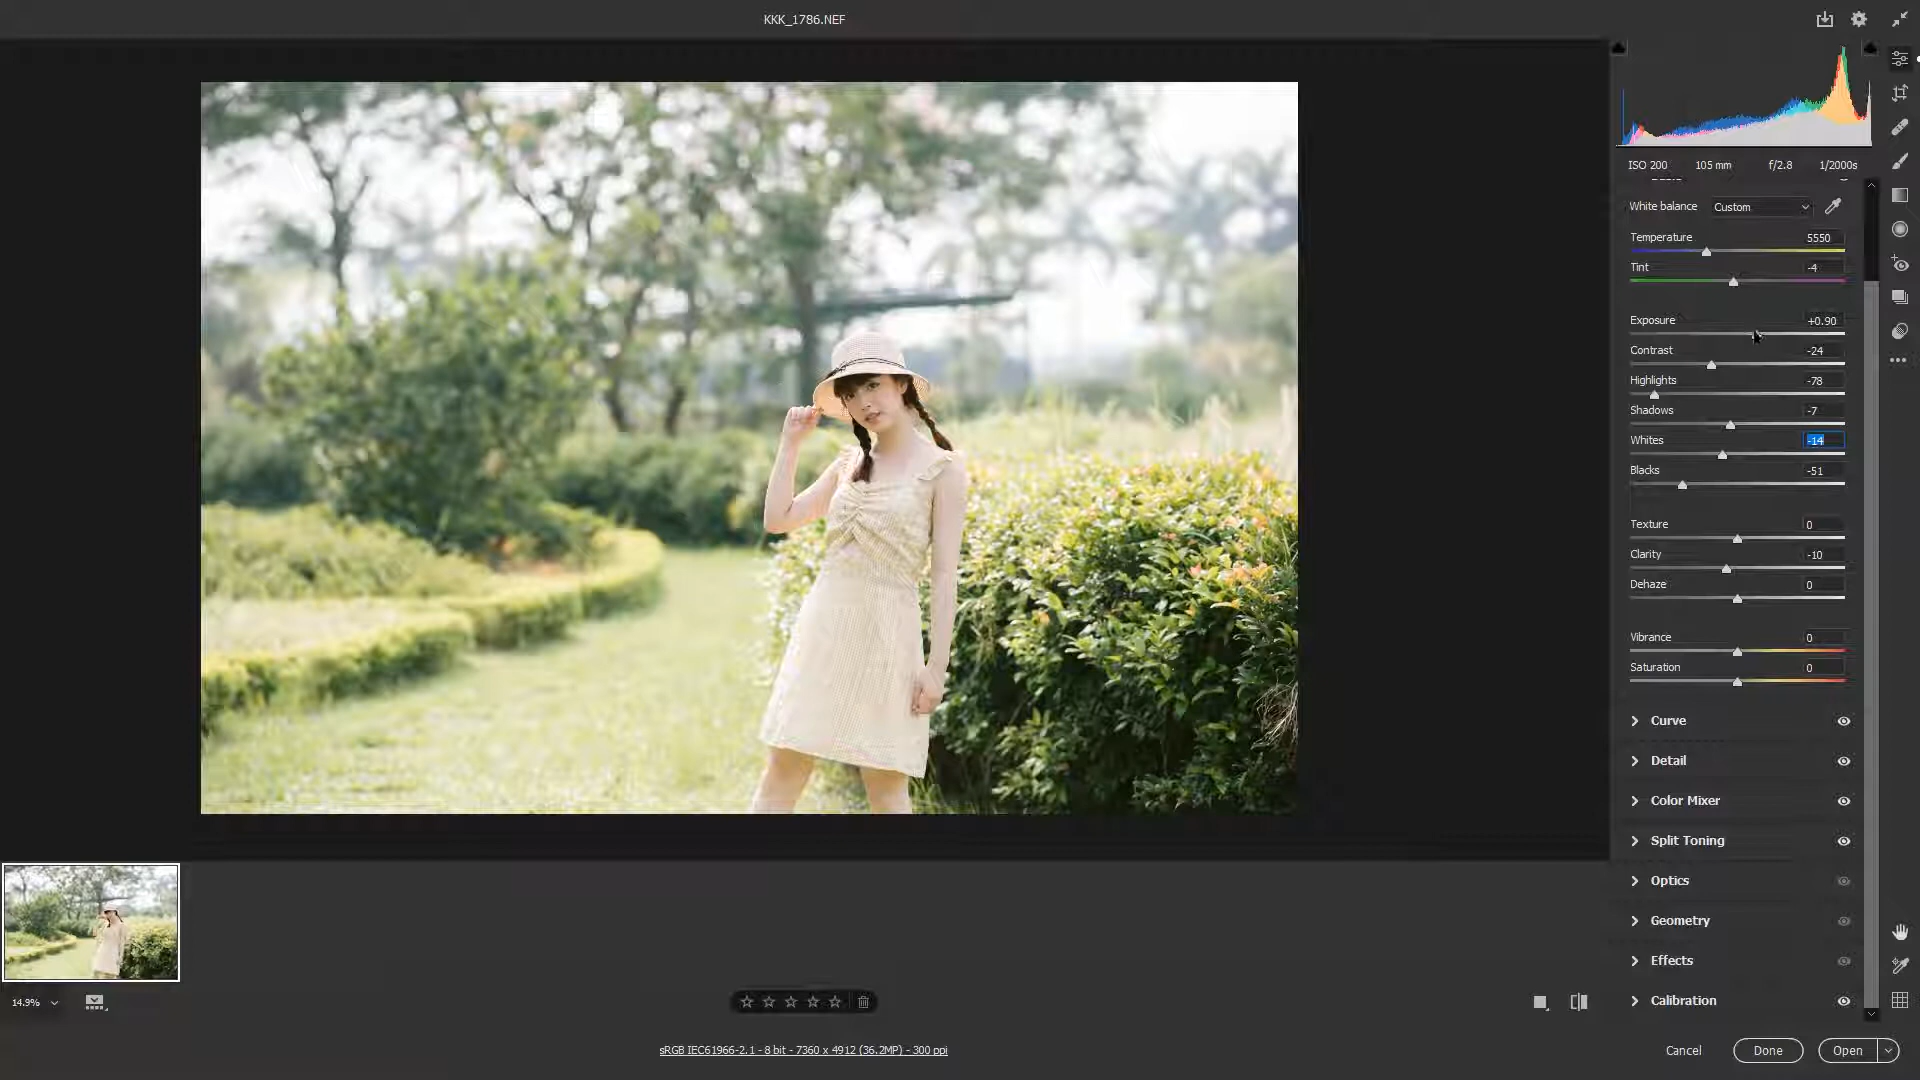 KKK_1786.NEF
ISO 200 105 mm f/2.8 1/2000s
White balance Custom
Temperature 5550
Tint -4
Exposure +0.90
Contrast -24
Highlights -78
Shadows -7
Whites -14
Blacks -51
Texture 0
Clarity -10
Dehaze 0
Vibrance 0
Saturation 0
Curve
Detail
Color Mixer
Split Toning
Optics
Geometry
Effects
Calibration
14.9%
sRGB IEC61966-2.1 - 8 bit - 7360 x 4912 (36.2MP) - 300 ppi
Cancel Done Open